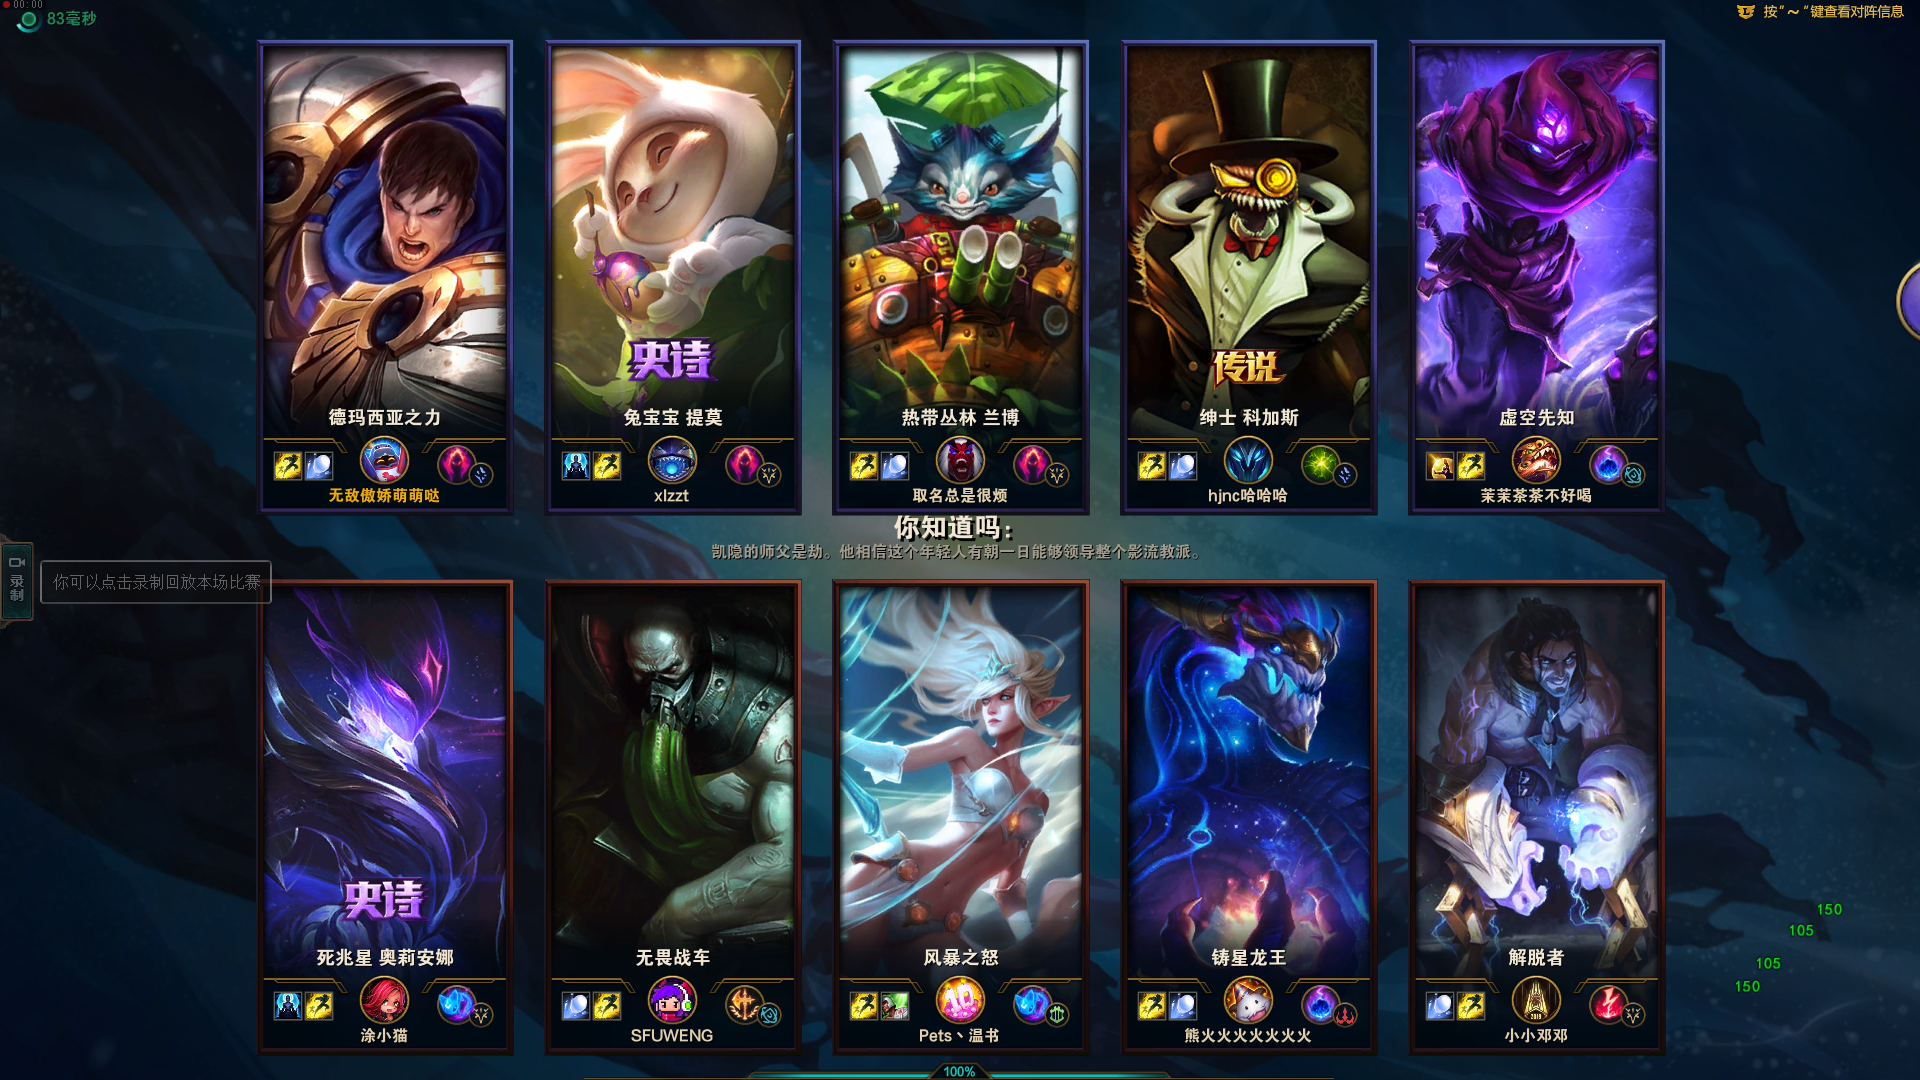 00:00
83毫秒
按"～"键查看对阵信息
史诗
传说
德玛西亚之力
兔宝宝 提莫
热带丛林 兰博
绅士 科加斯
虚空先知
无敌傲娇萌萌哒
xlzzt
取名总是很烦
hjnc哈哈哈
茉茉茶茶不好喝
你知道吗：
凯隐的师父是劫。他相信这个年轻人有朝一日能够领导整个影流教派。
录制
你可以点击录制回放本场比赛
史诗
150
105
105
150
死兆星 奥莉安娜
无畏战车
风暴之怒
铸星龙王
解脱者
10
2019
涂小猫
SFUWENG
Pets丶温书
熊火火火火火火火
小小邓邓
100%